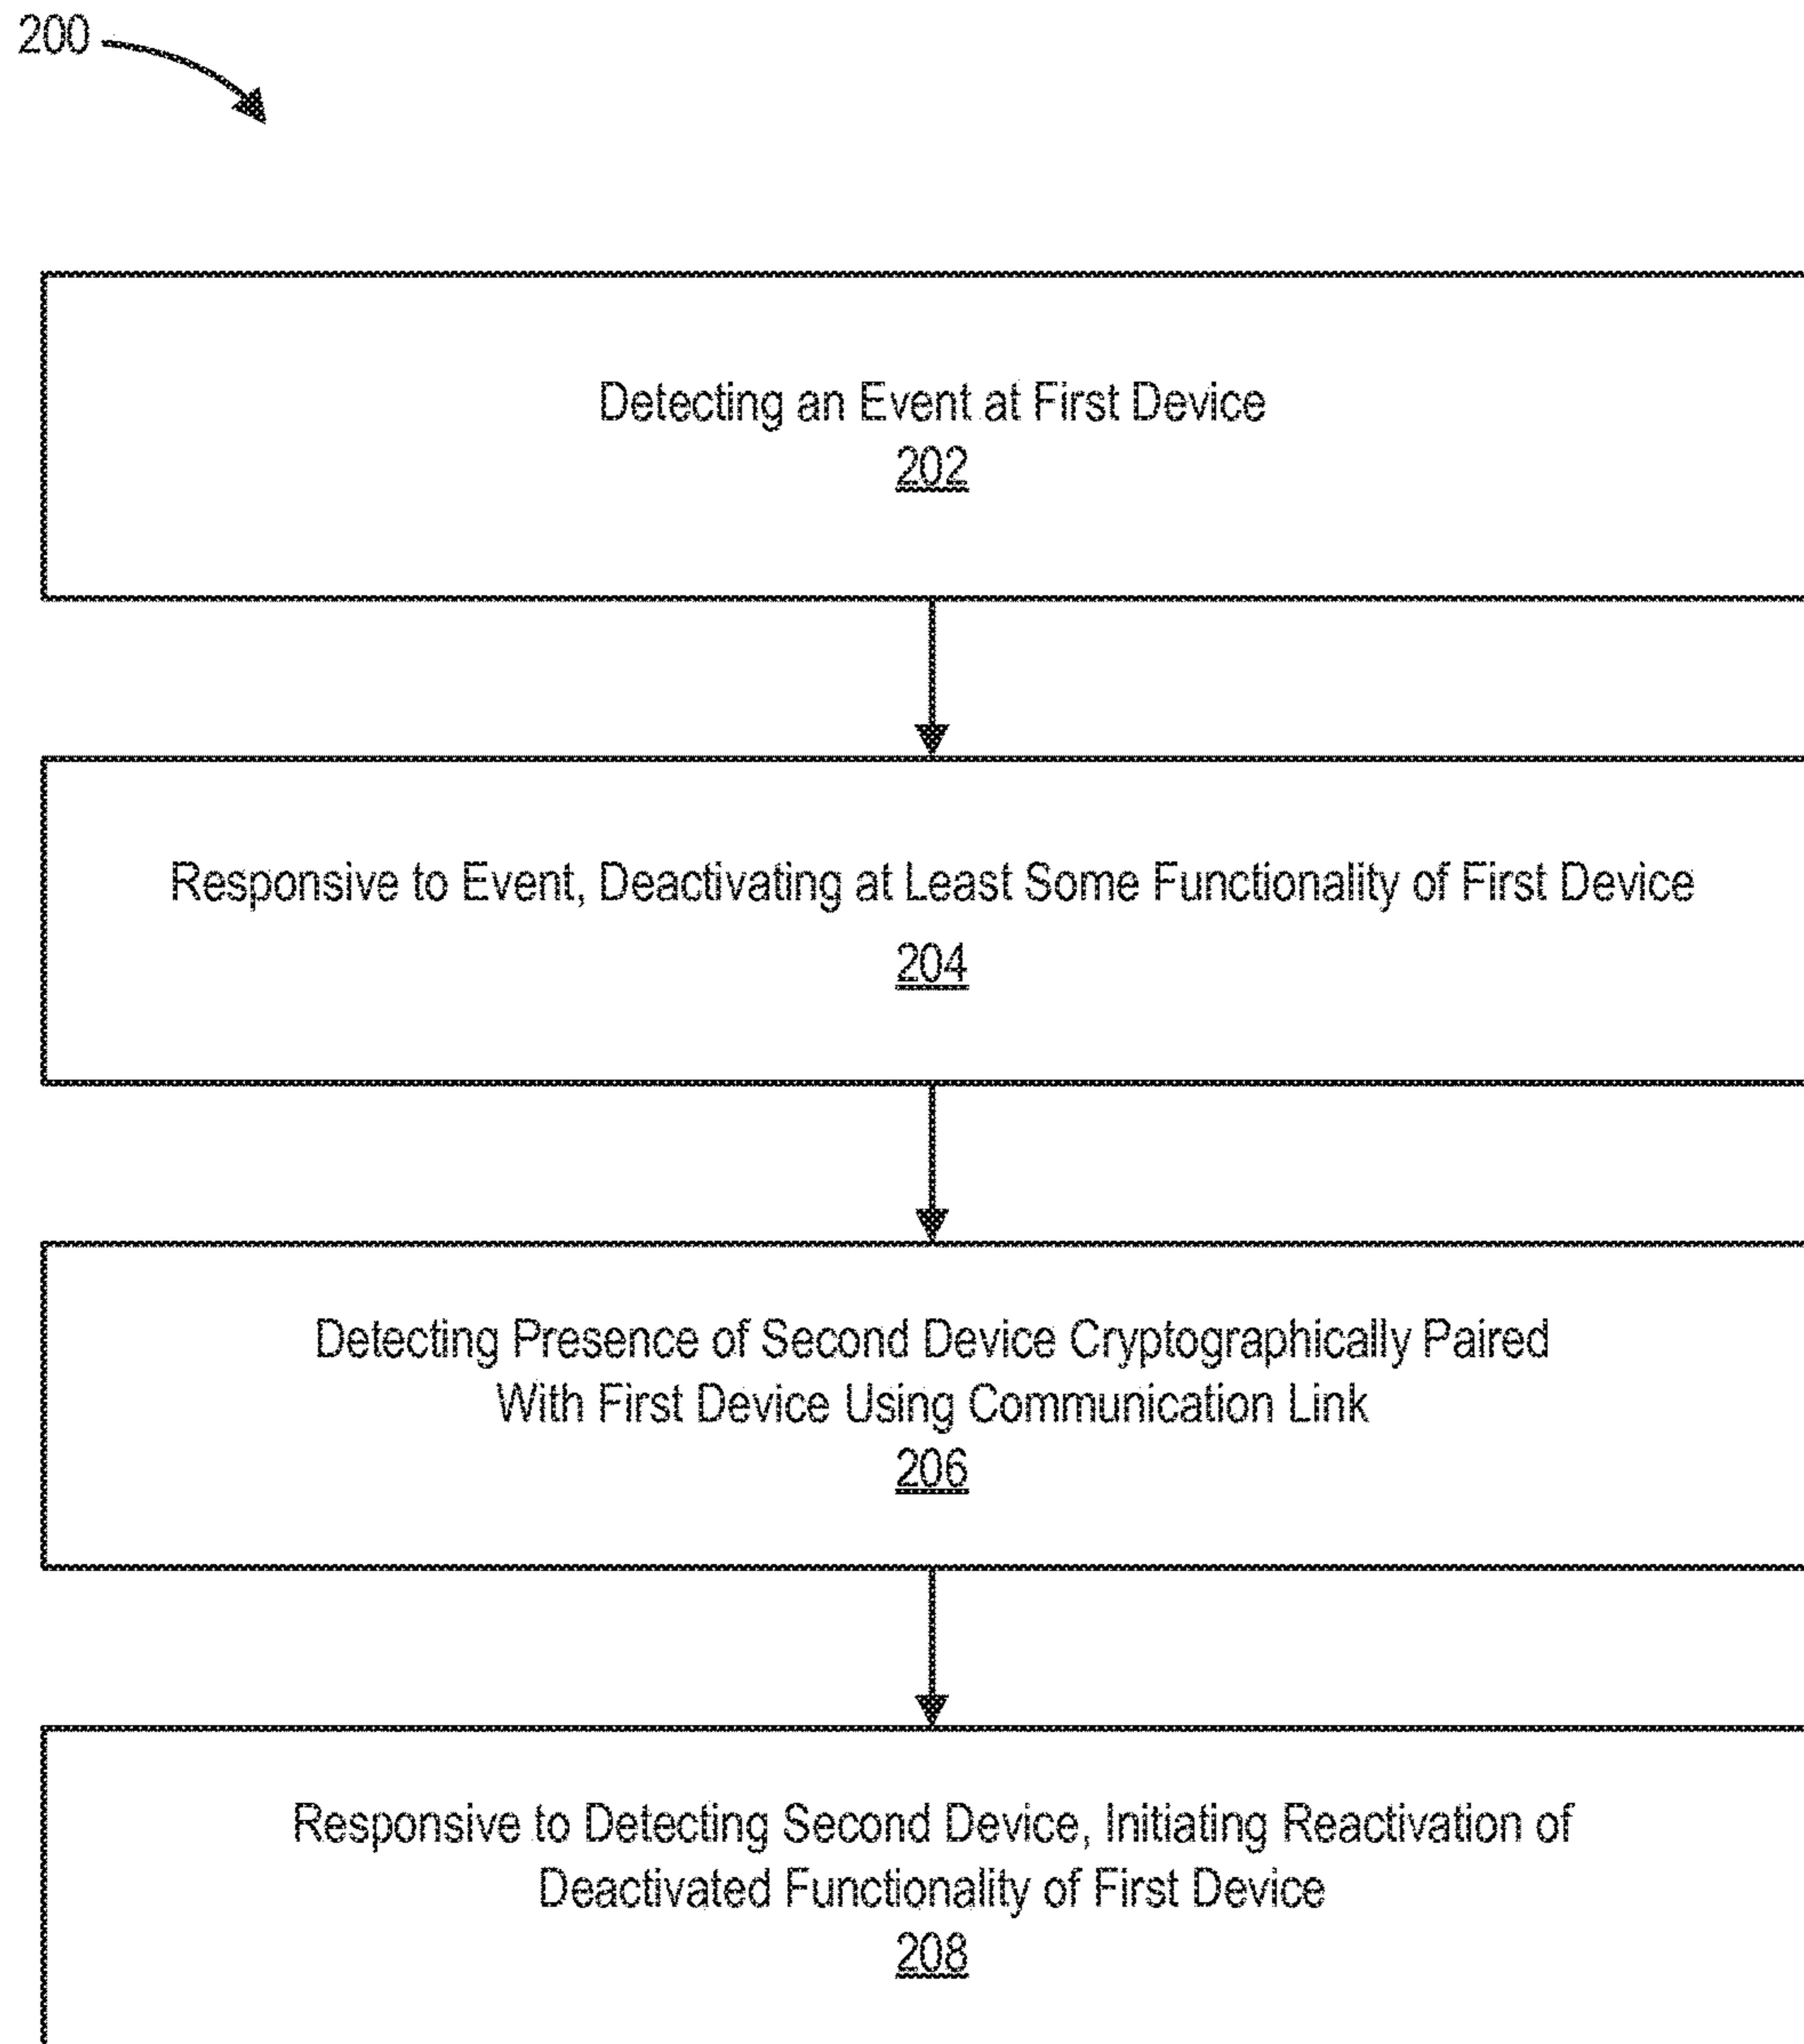 200
Detecting an Event at First Device
202
Responsive to Event, Deactivating at Least Some Functionality of First Device
204
Detecting Presence of Second Device Cryptographically Paired
With First Device Using Communication Link
206
Responsive to Detecting Second Device, Initiating Reactivation of
Deactivated Functionality of First Device
208